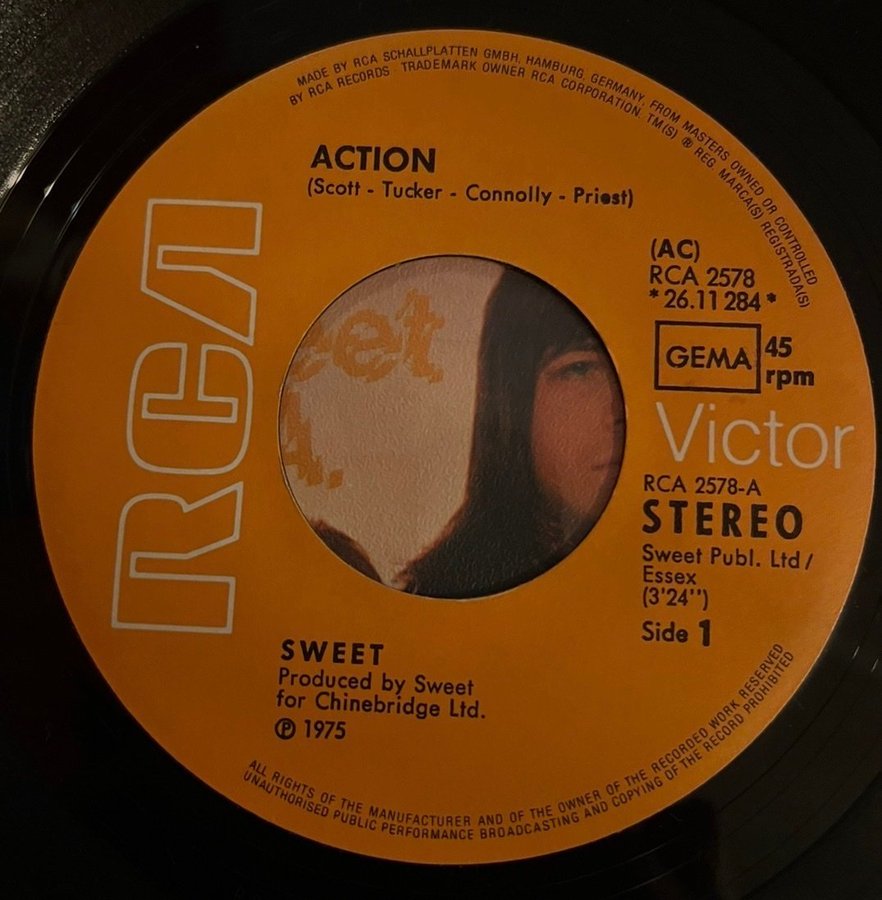 MADE BY RCA SCHALLPLATTEN GMBH, HAMBURG, GERMANY, FROM MASTERS OWNED OR CONTROLLED
BY RCA RECORDS · TRADEMARK OWNER RCA CORPORATION. TM(S) ® REG. MARCA(S) REGISTRADA(S)
ACTION
(Scott - Tucker - Connolly - Priest)
RCA
(AC)
RCA 2578
*26.11 284*
GEMA
45
rpm
Victor
RCA 2578-A
STEREO
Sweet Publ. Ltd/
Essex
(3'24")
Side 1
SWEET
Produced by Sweet
for Chinebridge Ltd.
℗ 1975
ALL RIGHTS OF THE MANUFACTURER AND OF THE OWNER OF THE RECORDED WORK RESERVED
UNAUTHORISED PUBLIC PERFORMANCE BROADCASTING AND COPYING OF THE RECORD PROHIBITED